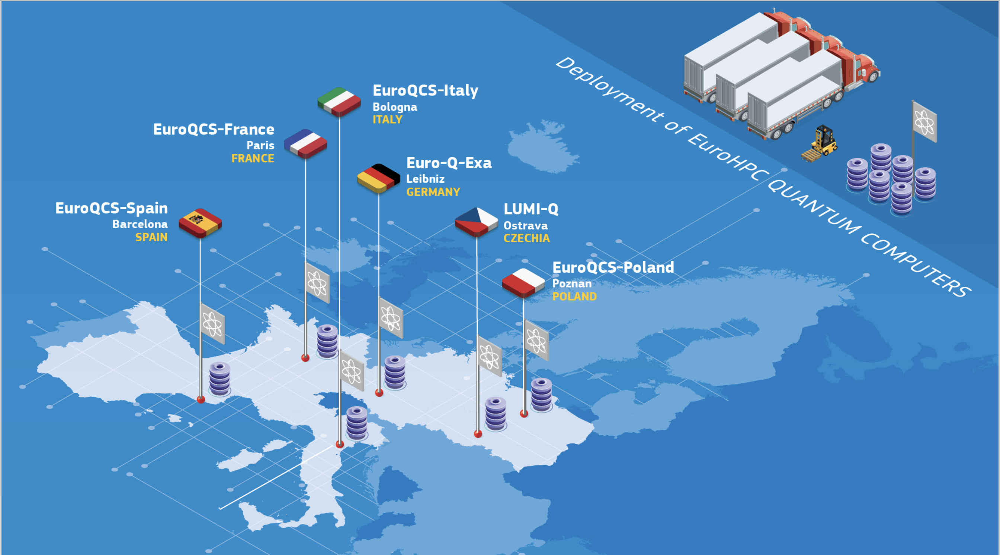 Deployment of EuroHPC QUANTUM COMPUTERS
EuroQCS-Italy
Bologna
ITALY
EuroQCS-France
Paris
FRANCE
Euro-Q-Exa
Leibniz
GERMANY
EuroQCS-Spain
Barcelona
SPAIN
LUMI-Q
Ostrava
CZECHIA
EuroQCS-Poland
Poznan
POLAND